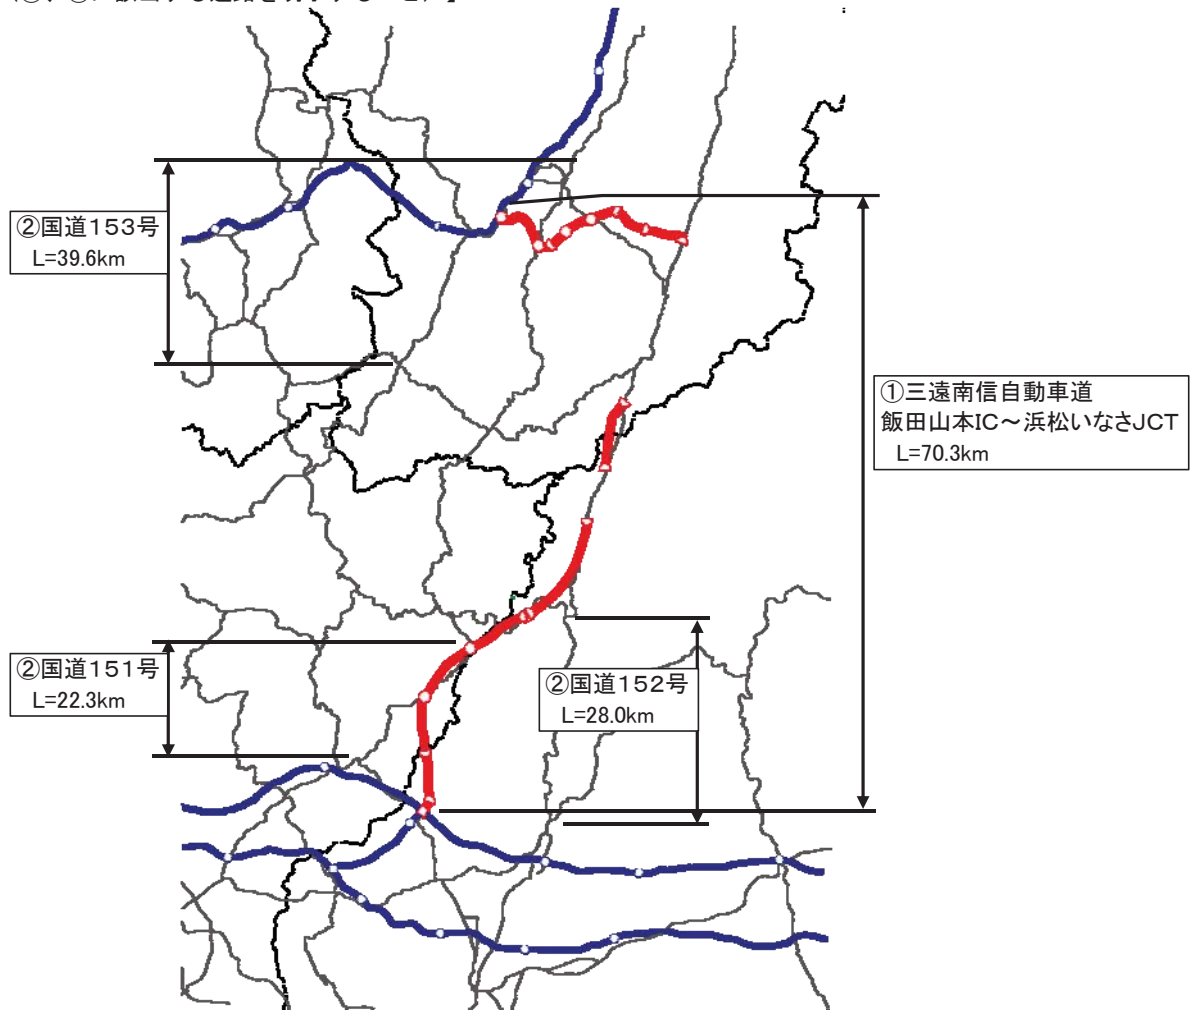 ②国道153号
L=39.6km
①三遠南信自動車道
飯田山本IC～浜松いなさJCT
L=70.3km
②国道151号
L=22.3km
②国道152号
L=28.0km